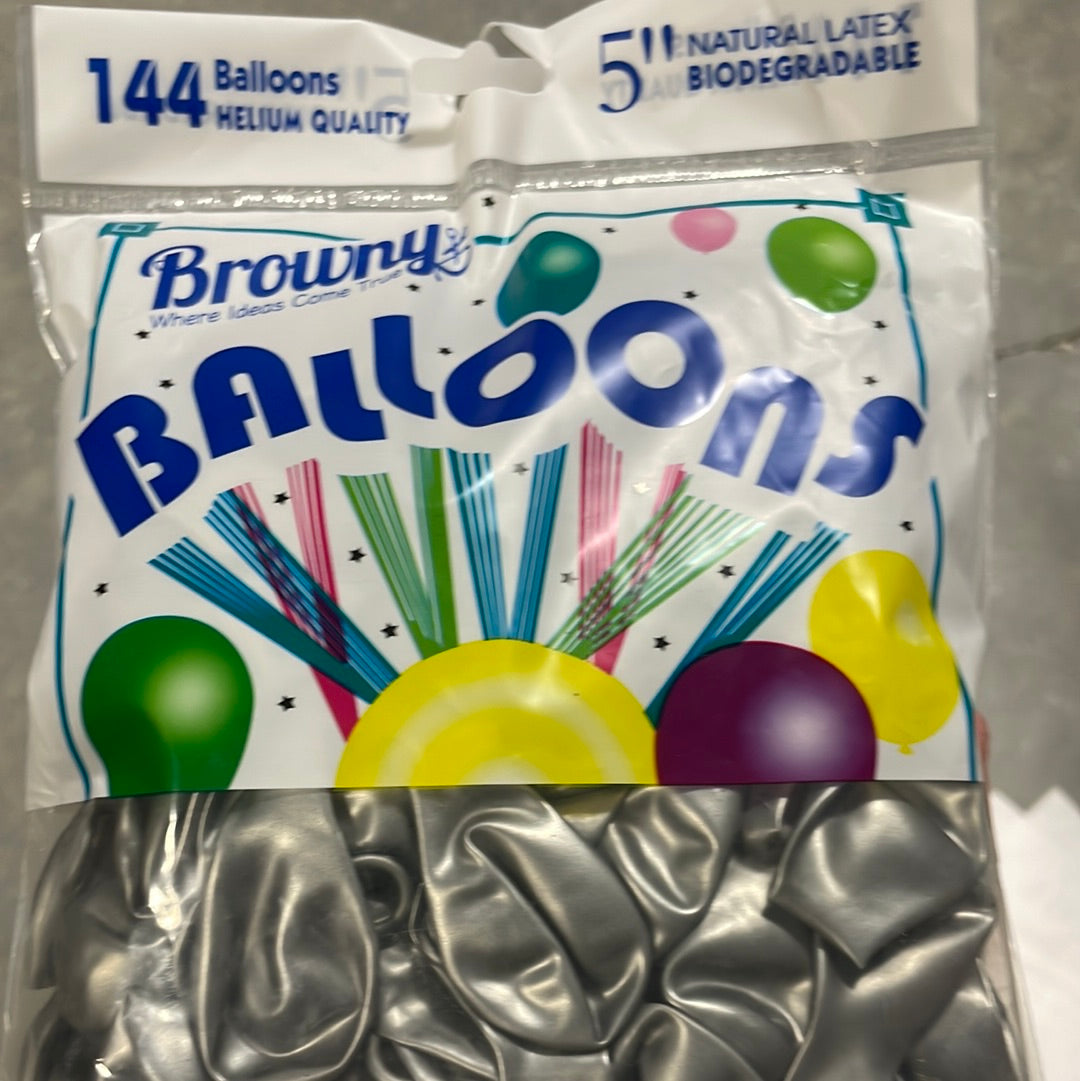 144 Balloons
HELIUM QUALITY
5" NATURAL LATEX
BIODEGRADABLE
Browny
Where Ideas Come True
BALLOONS